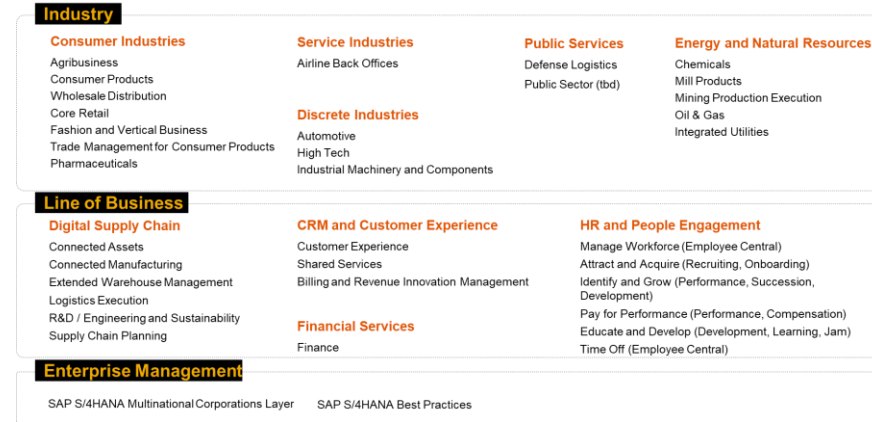 Industry
Consumer Industries
Agribusiness
Consumer Products
Wholesale Distribution
Core Retail
Fashion and Vertical Business
Trade Management for Consumer Products
Pharmaceuticals
Service Industries
Airline Back Offices
Discrete Industries
Automotive
High Tech
Industrial Machinery and Components
Public Services
Defense Logistics
Public Sector (tbd)
Energy and Natural Resources
Chemicals
Mill Products
Mining Production Execution
Oil & Gas
Integrated Utilities
Line of Business
Digital Supply Chain
Connected Assets
Connected Manufacturing
Extended Warehouse Management
Logistics Execution
R&D / Engineering and Sustainability
Supply Chain Planning
CRM and Customer Experience
Customer Experience
Shared Services
Billing and Revenue Innovation Management
Financial Services
Finance
HR and People Engagement
Manage Workforce (Employee Central)
Attract and Acquire (Recruiting, Onboarding)
Identify and Grow (Performance, Succession,
Development)
Pay for Performance (Performance, Compensation)
Educate and Develop (Development, Learning, Jam)
Time Off (Employee Central)
Enterprise Management
SAP S/4HANA Multinational Corporations Layer
SAP S/4HANA Best Practices